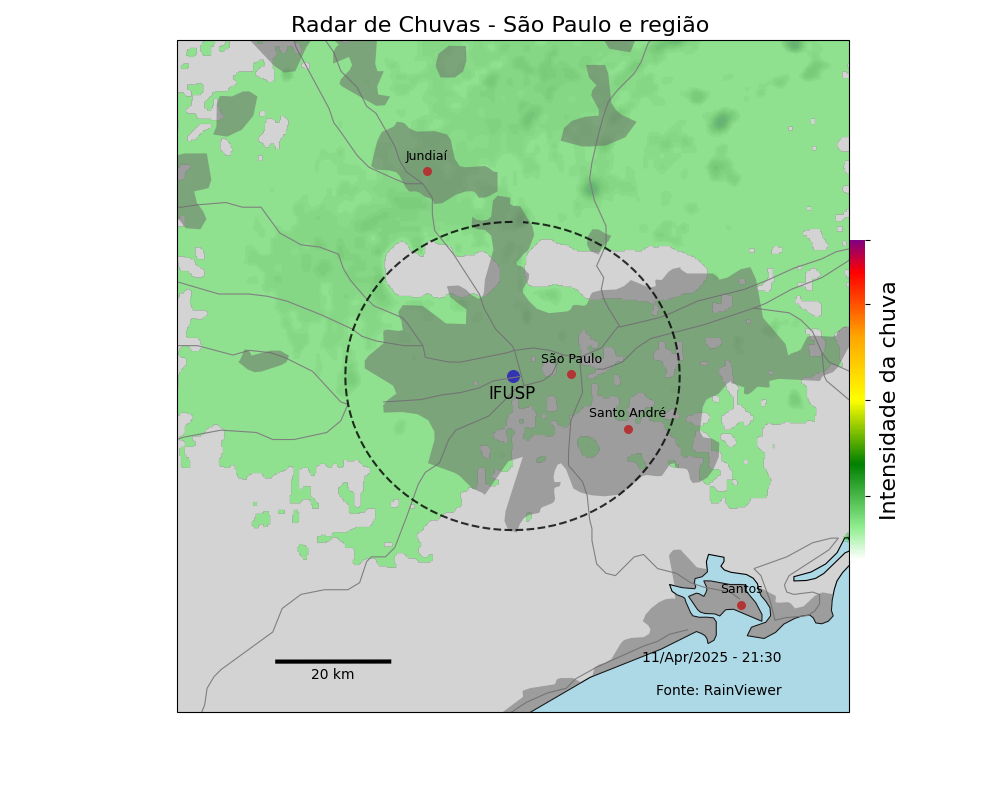 Radar de Chuvas - São Paulo e região
Jundiaí
São Paulo
IFUSP
Santo André
Intensidade da chuva
Santos
11/Apr/2025 - 21:30
20 km
Fonte: RainViewer